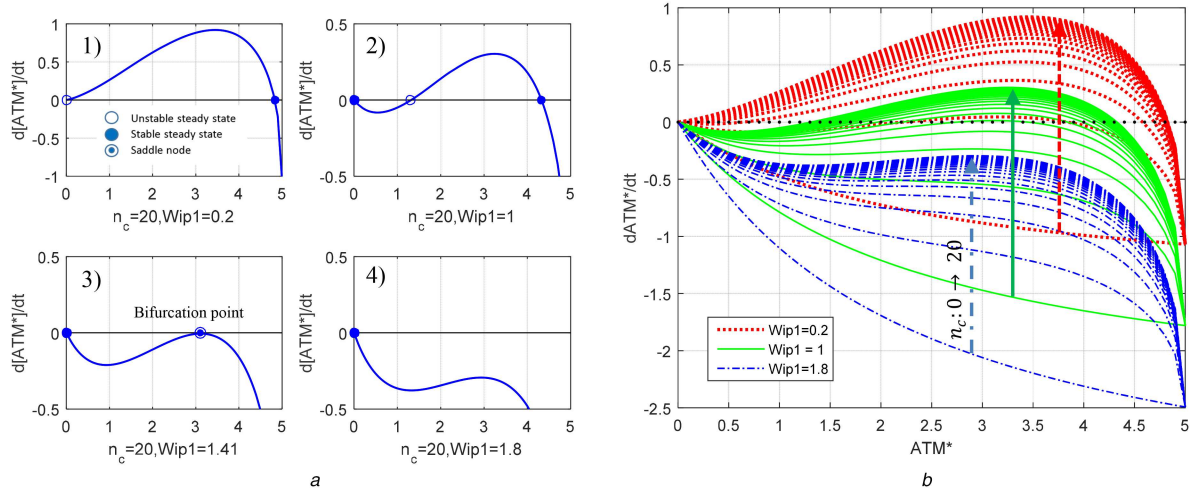 1)
d[ATM*]/dt
1
0.5
0
0.5
1
Unstable steady state
Stable steady state
Saddle node
0 1 2 3 4 5
n_c=20,Wip1=0.2
2)
d[ATM*]/dt
0.5
0
-0.5
0 1 2 3 4 5
n_c=20,Wip1=1
3)
d[ATM*]/dt
0.5
0
-0.5
Bifurcation point
0 1 2 3 4 5
n_c=20,Wip1=1.41
4)
d[ATM*]/dt
0.5
0
-0.5
0 1 2 3 4 5
n_c=20,Wip1=1.8
a
dATM*/dt
1
0.5
0
-0.5
-1
-1.5
-2
-2.5
n_c: 0 → 20
Wip1=0.2
Wip1 = 1
Wip1=1.8
0 0.5 1 1.5 2 2.5 3 3.5 4 4.5 5
ATM*
b